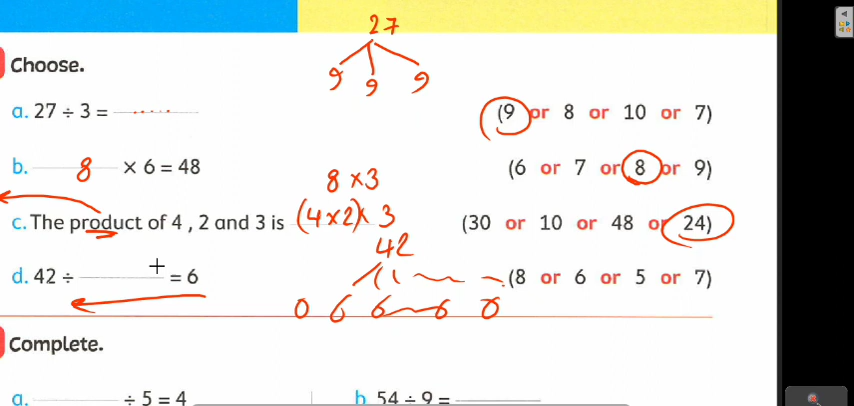 27
9 9 9
Choose.
a. 27 ÷ 3 = ..... (9 or 8 or 10 or 7)
b. 8 × 6 = 48 (6 or 7 or 8 or 9)
8 × 3
c. The product of 4 , 2 and 3 is (4 × 2) × 3 (30 or 10 or 48 or 24)
42
d. 42 ÷ + = 6 (8 or 6 or 5 or 7)
0 6 6 6 6
Complete.
a. ÷ 5 = 4 b 54 ÷ 9 =